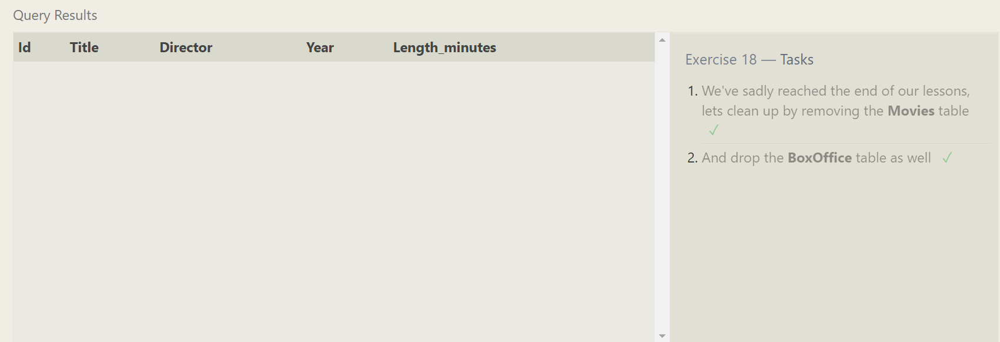 Query Results
Id Title Director Year Length_minutes
Exercise 18 — Tasks
1. We've sadly reached the end of our lessons,
lets clean up by removing the Movies table
✓
2. And drop the BoxOffice table as well ✓